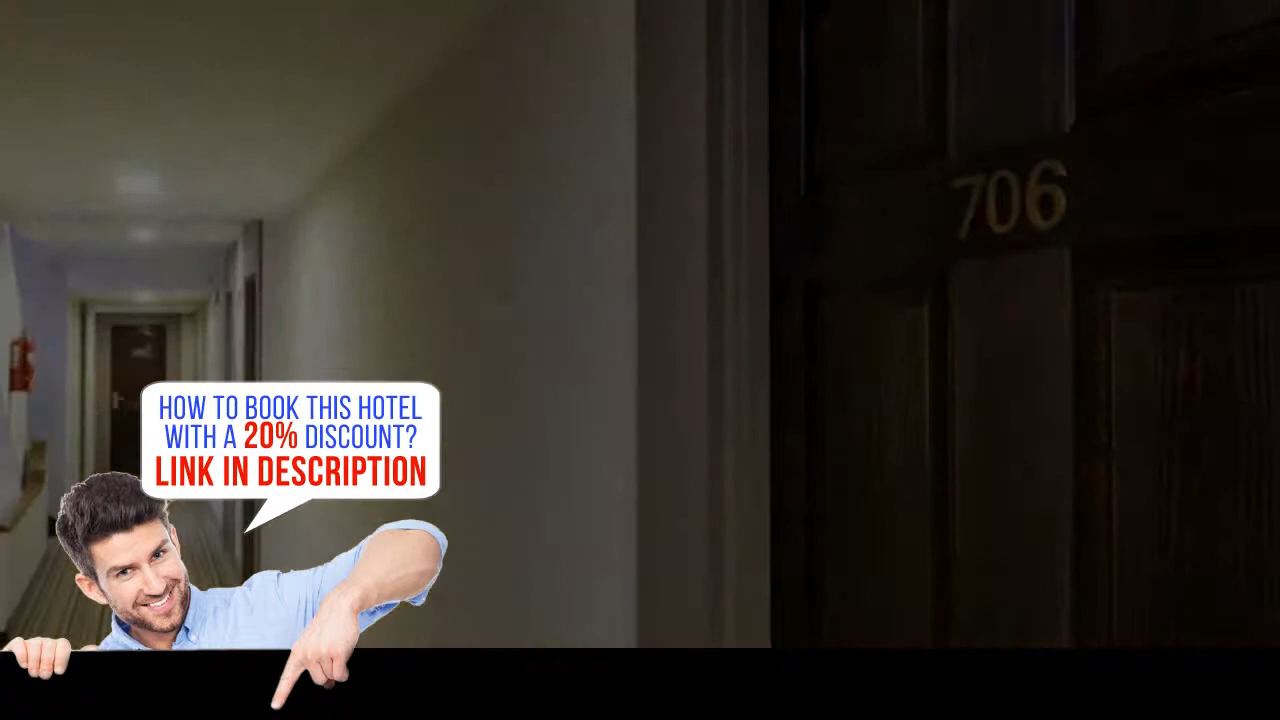 706
HOW TO BOOK THIS HOTEL
WITH A 20% DISCOUNT?
LINK IN DESCRIPTION